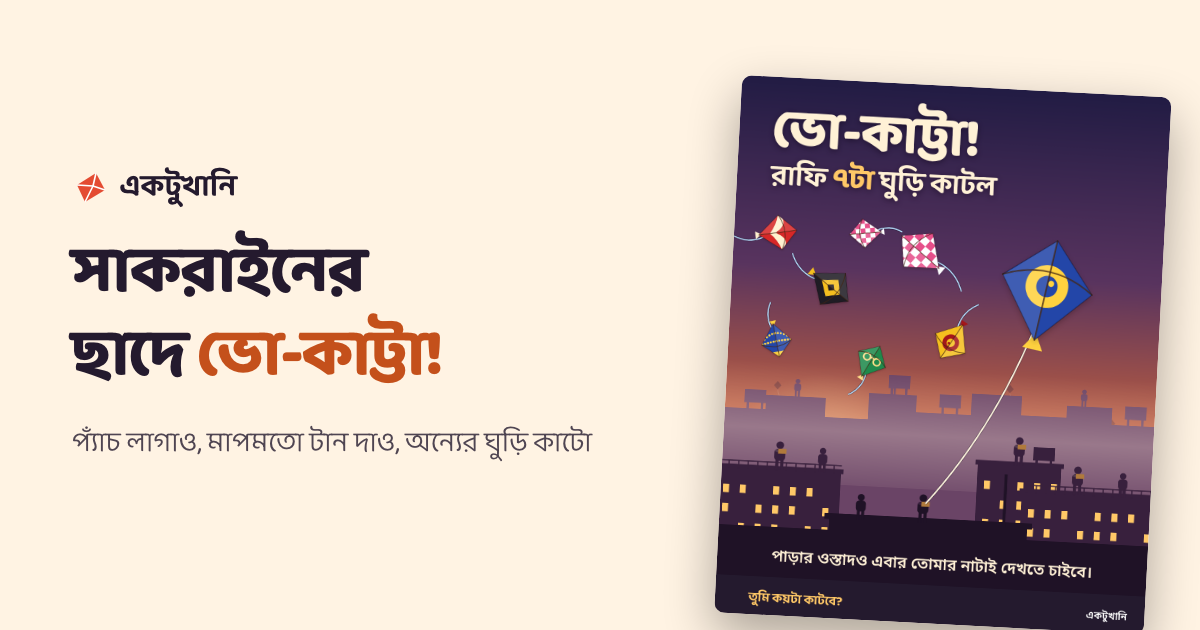 একটুখানি
সাকরাইনের
ছাদে ভো-কাট্টা!
প্যাঁচ লাগাও, মাপমতো টান দাও, অন্যের ঘুড়ি কাটো
ভো-কাট্টা!
রাফি ৭টা ঘুড়ি কাটল
পাড়ার ওস্তাদও এবার তোমার নাটাই দেখতে চাইবে।
তুমি কয়টা কাটবে?
একটুখানি